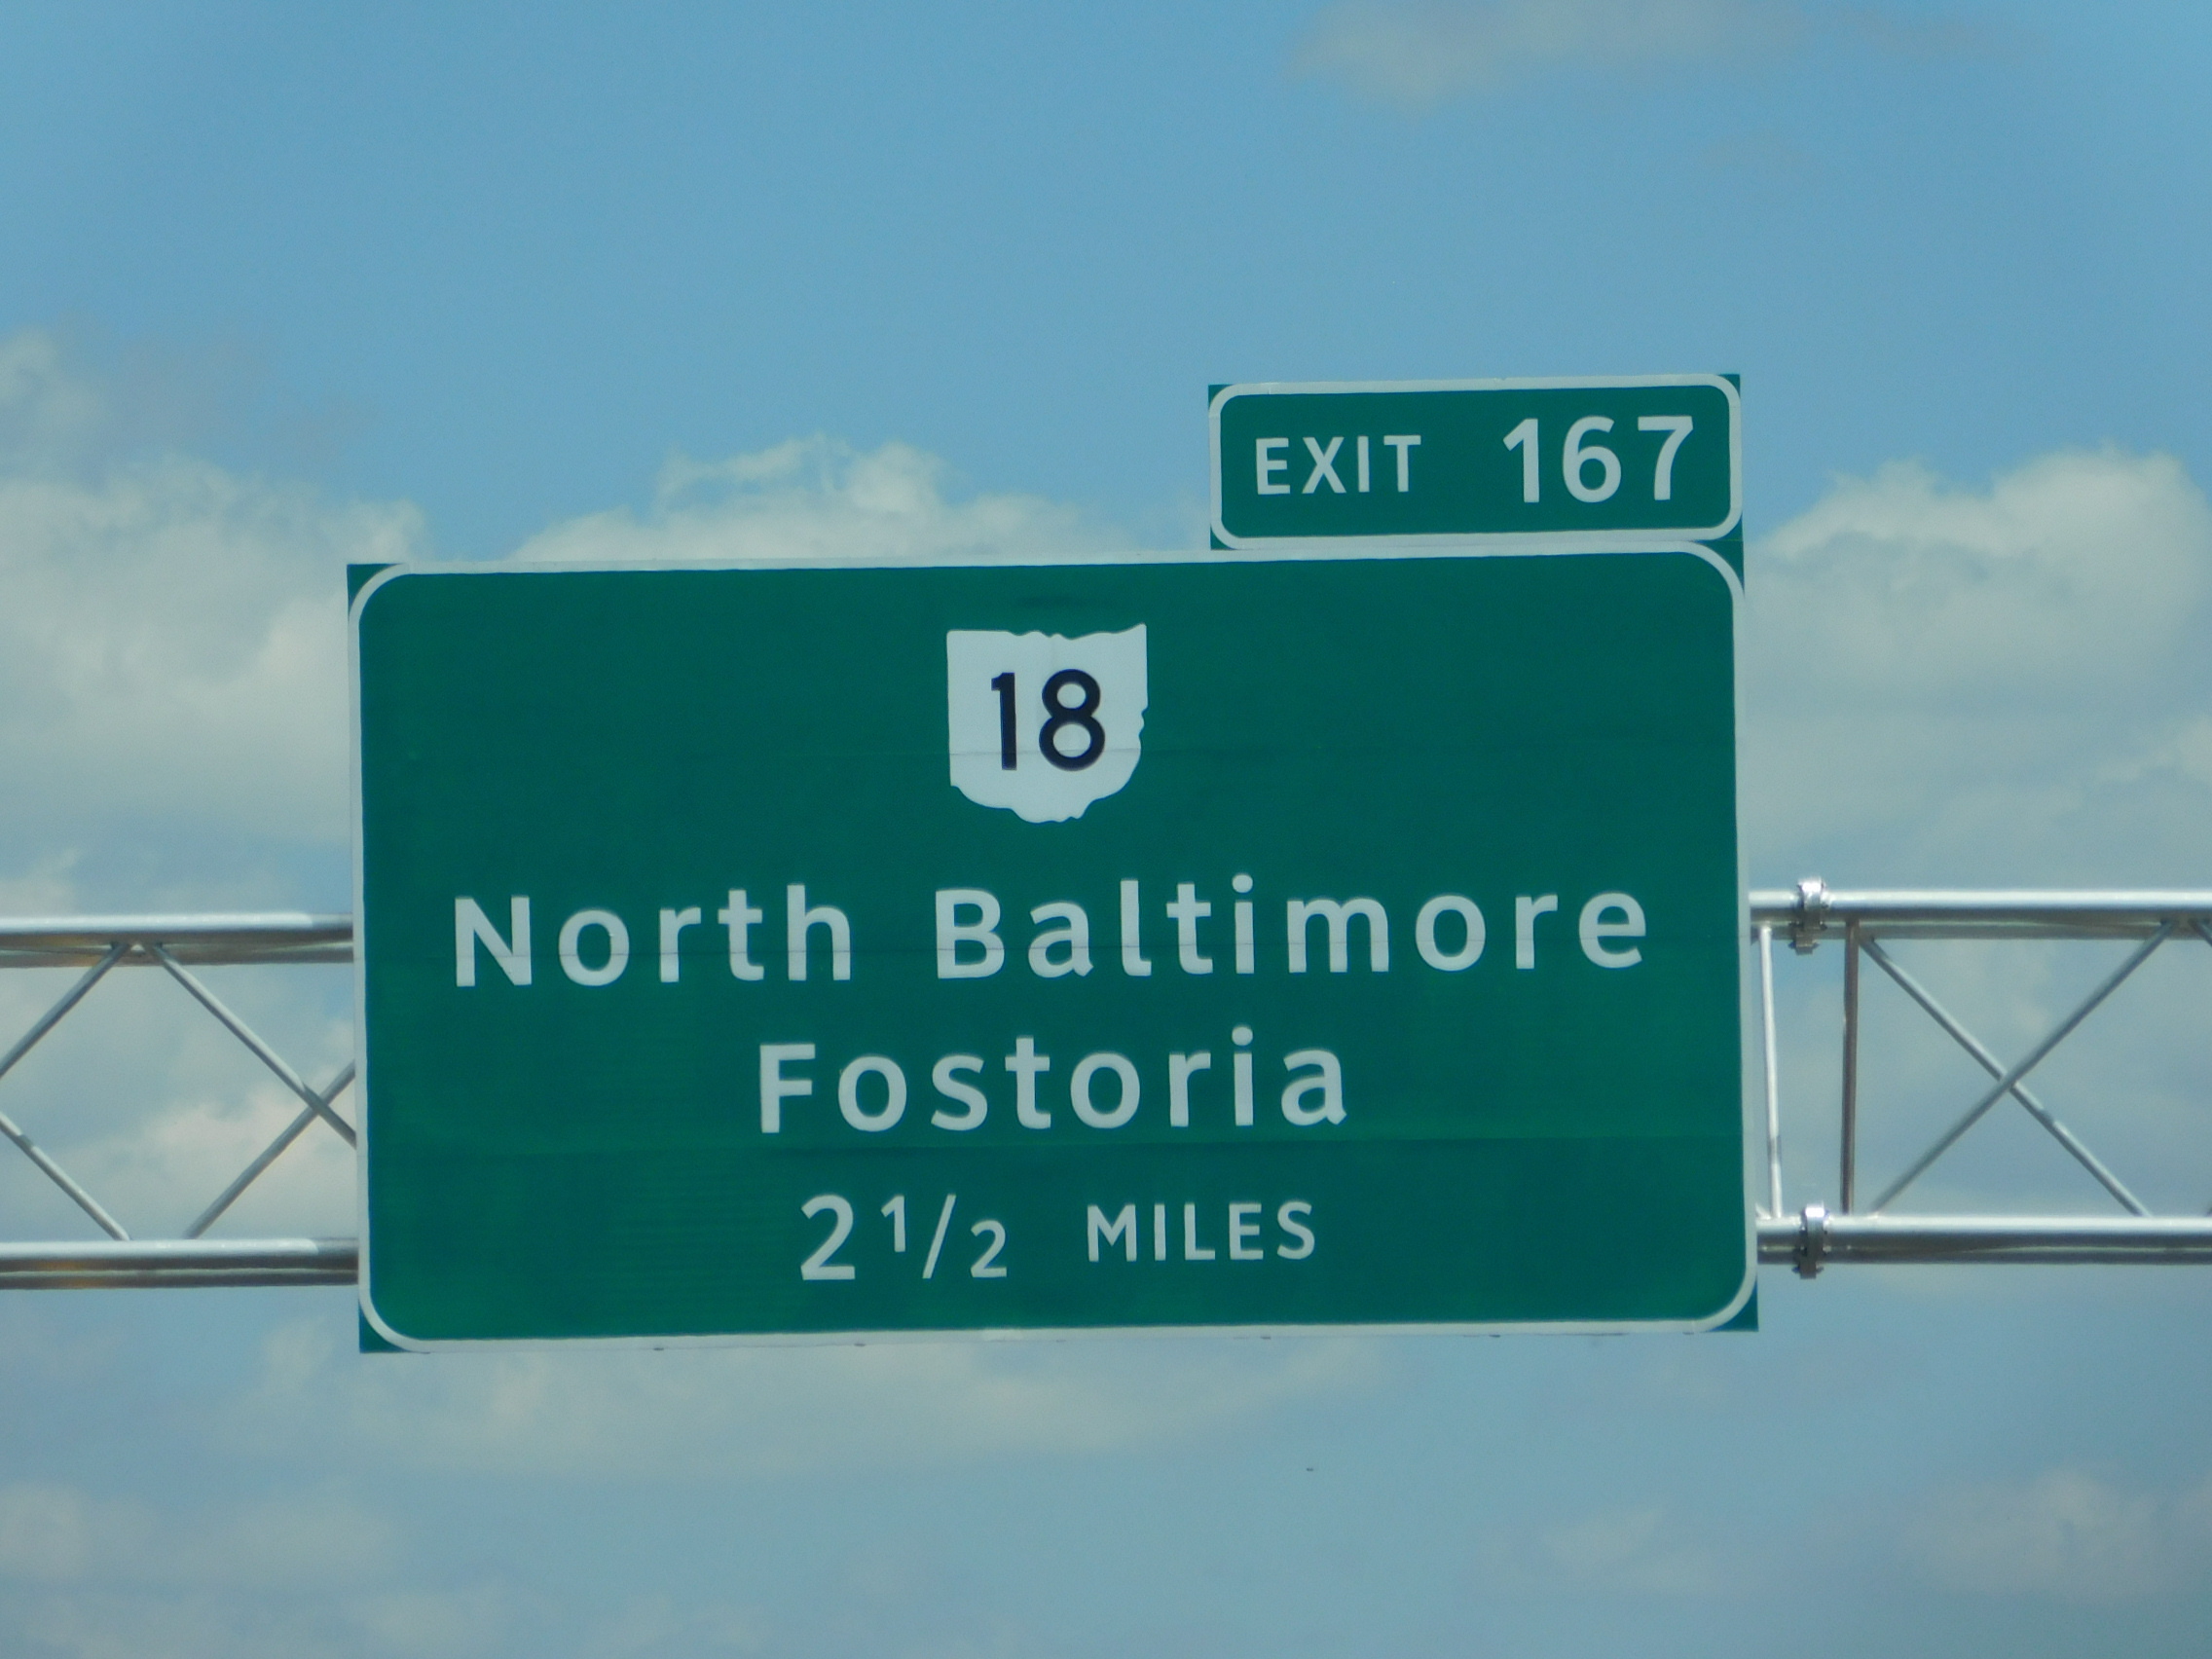 EXIT 167
18
North Baltimore
Fostoria
2 1/2 MILES